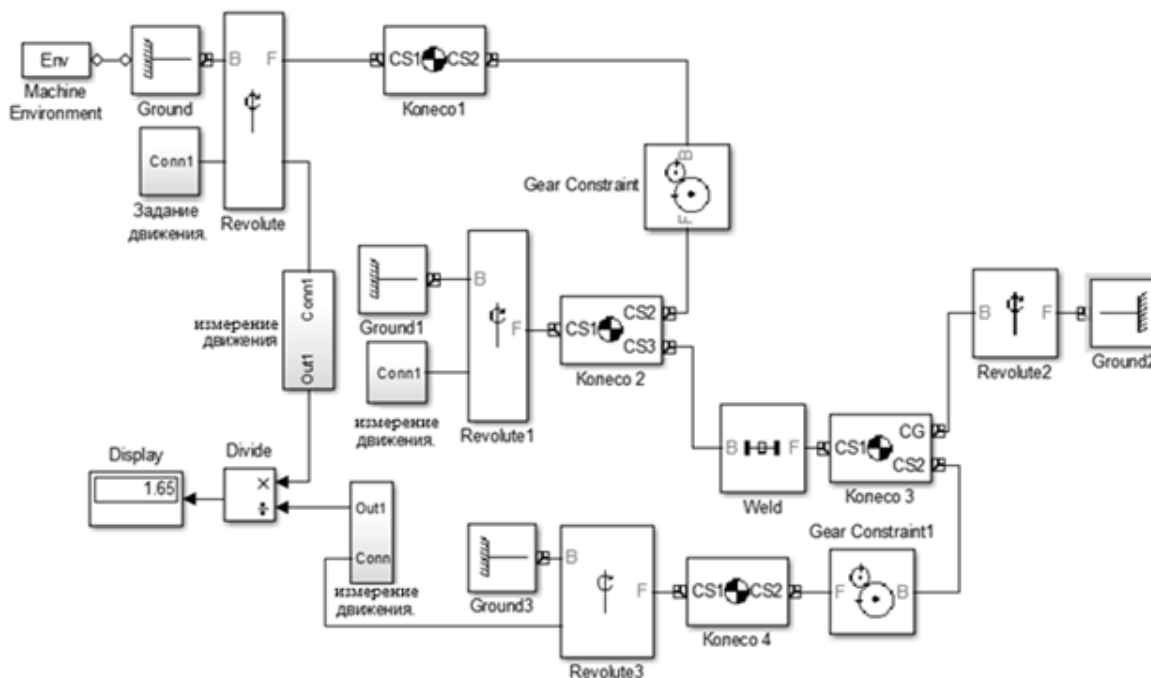 Env
Machine
Environment
Ground
B
F
Revolute
Conn1
Задание
движения.
CS1
CS2
Колесо1
Gear Constraint
B
F
Conn1
Out1
измерение
движения
Ground1
B
F
Revolute1
Conn1
измерение
движения.
CS1
CS2
CS3
Колесо 2
B
F
Revolute2
Ground2
B
F
Weld
CS1
CG
CS2
Колесо 3
Display
1.65
Divide
×
÷
Out1
Conn
измерение
движения.
Ground3
B
F
Revolute3
CS1
CS2
Колесо 4
Gear Constraint1
F
B